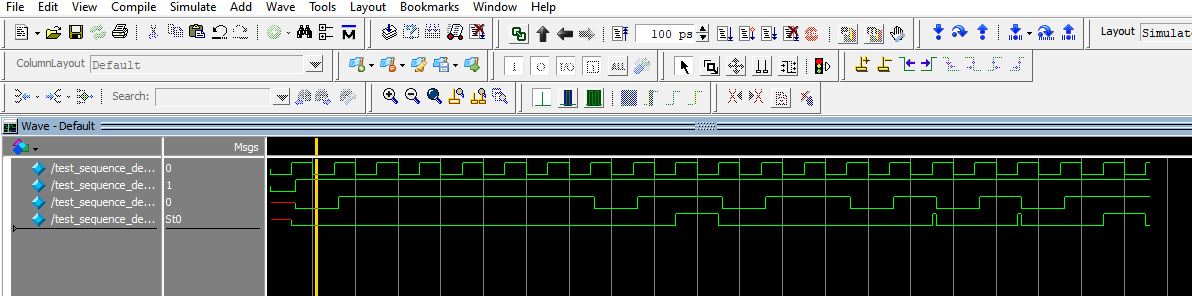 File Edit View Compile Simulate Add Wave Tools Layout Bookmarks Window Help
100 ps Layout Simulat
ColumnLayout Default
Search:
Wave - Default
Msgs
/test_sequence_de... 0
/test_sequence_de... 1
/test_sequence_de... 0
/test_sequence_de... St0